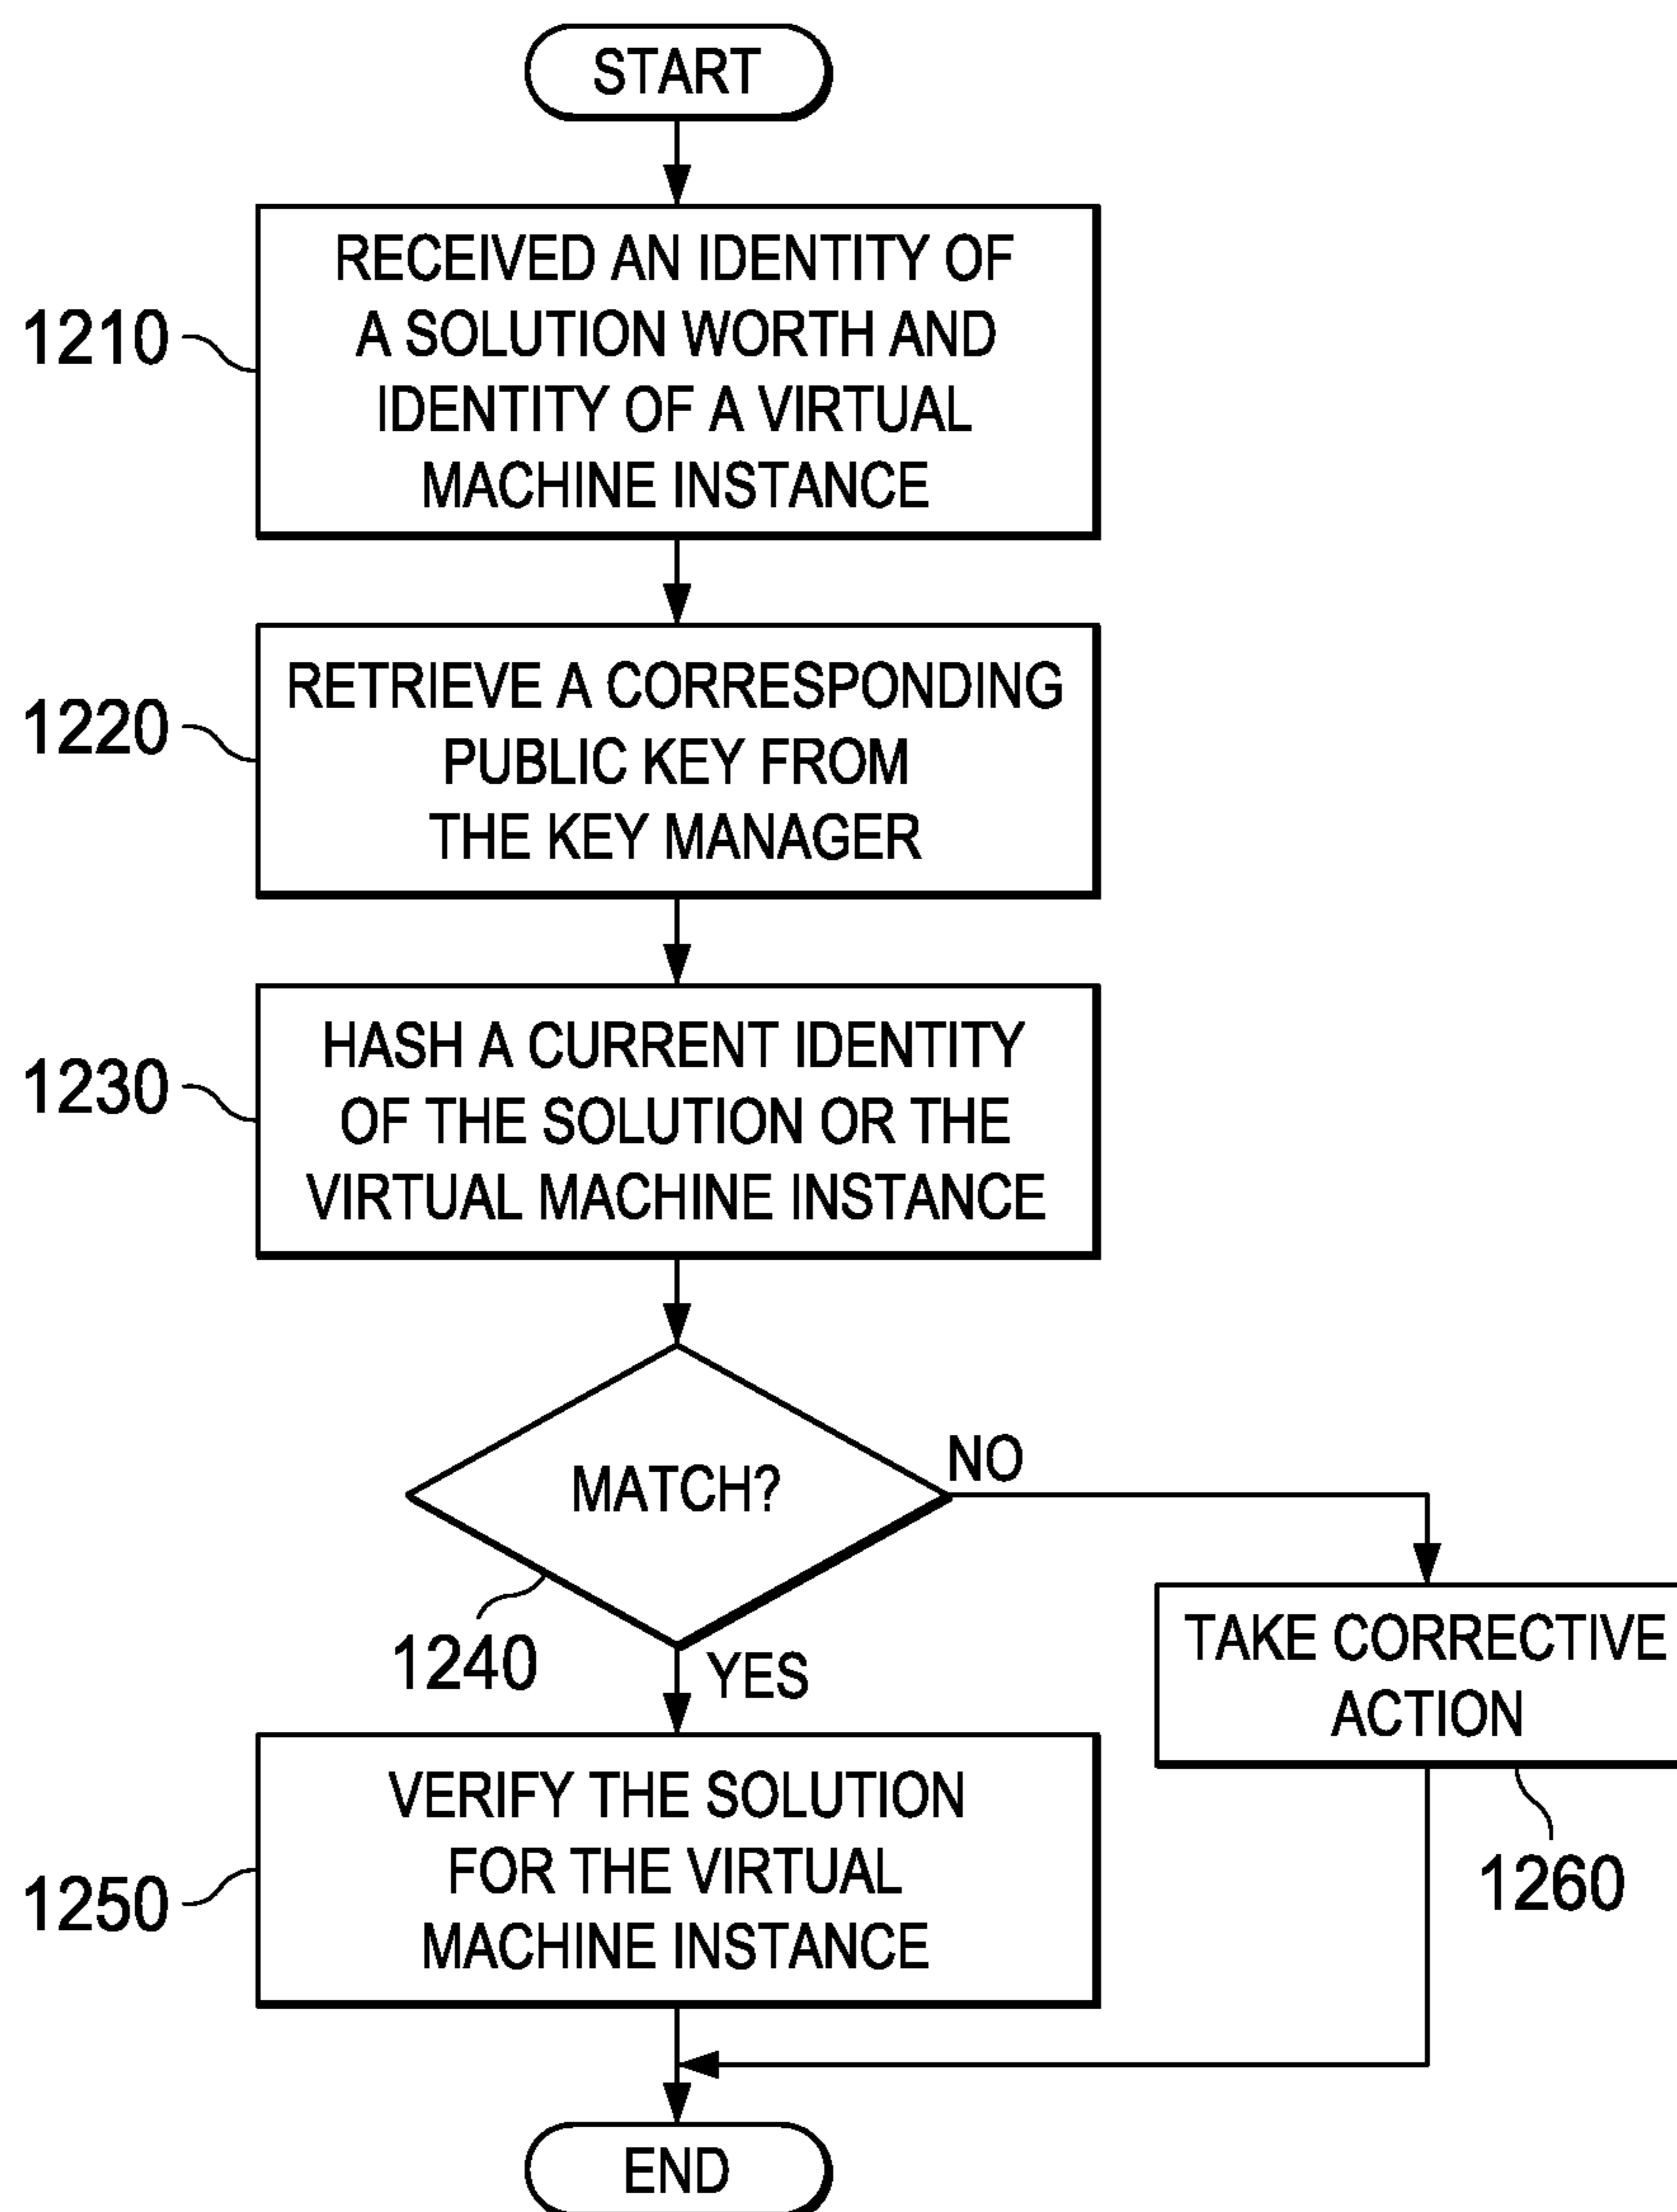 START
RECEIVED AN IDENTITY OF
A SOLUTION WORTH AND
IDENTITY OF A VIRTUAL
MACHINE INSTANCE
1210
RETRIEVE A CORRESPONDING
PUBLIC KEY FROM
THE KEY MANAGER
1220
HASH A CURRENT IDENTITY
OF THE SOLUTION OR THE
VIRTUAL MACHINE INSTANCE
1230
MATCH?
NO
1240
YES
TAKE CORRECTIVE
ACTION
1260
VERIFY THE SOLUTION
FOR THE VIRTUAL
MACHINE INSTANCE
1250
END